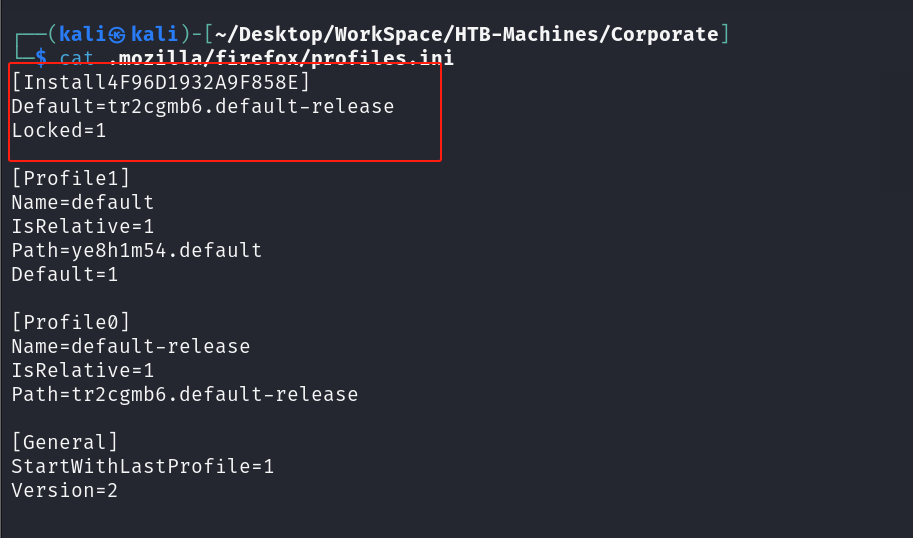 ┌──(kali㉿kali)-[~/Desktop/WorkSpace/HTB-Machines/Corporate]
└─$ cat .mozilla/firefox/profiles.ini
[Install4F96D1932A9F858E]
Default=tr2cgmb6.default-release
Locked=1
[Profile1]
Name=default
IsRelative=1
Path=ye8h1m54.default
Default=1
[Profile0]
Name=default-release
IsRelative=1
Path=tr2cgmb6.default-release
[General]
StartWithLastProfile=1
Version=2